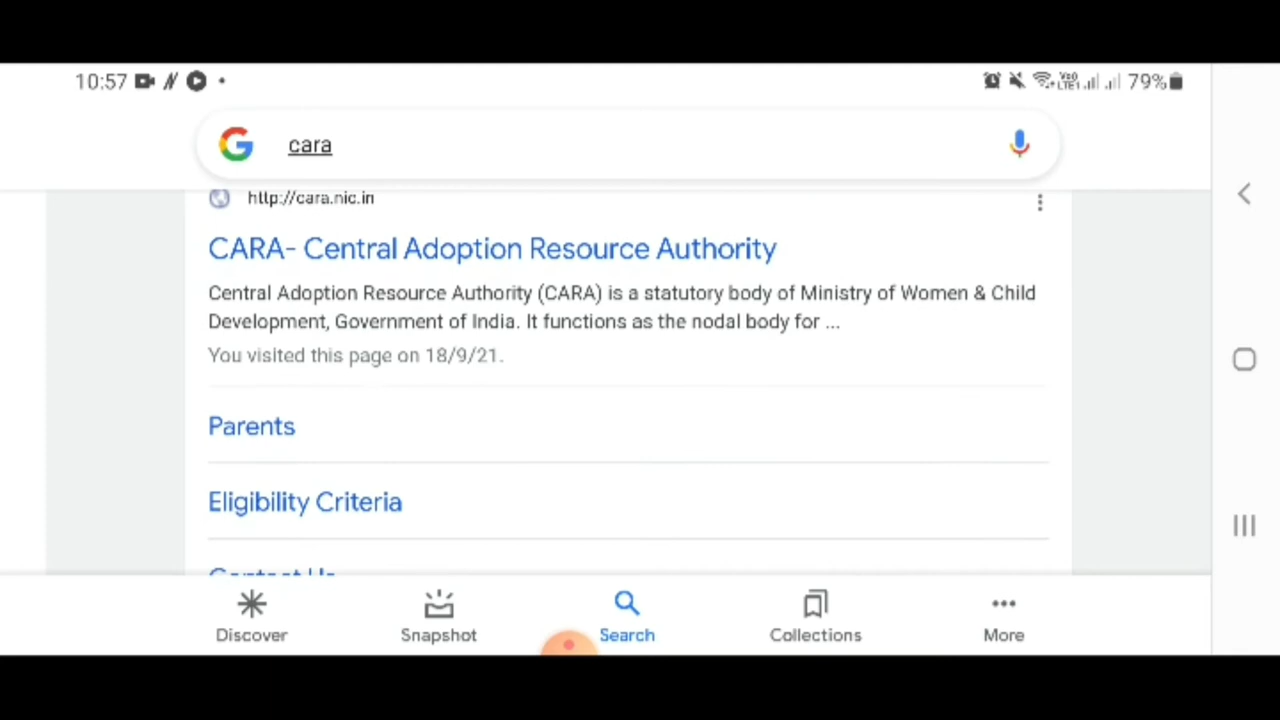 10:57
79%
cara
http://cara.nic.in
CARA- Central Adoption Resource Authority
Central Adoption Resource Authority (CARA) is a statutory body of Ministry of Women & Child
Development, Government of India. It functions as the nodal body for ...
You visited this page on 18/9/21.
Parents
Eligibility Criteria
Contact Us
Discover
Snapshot
Search
Collections
More